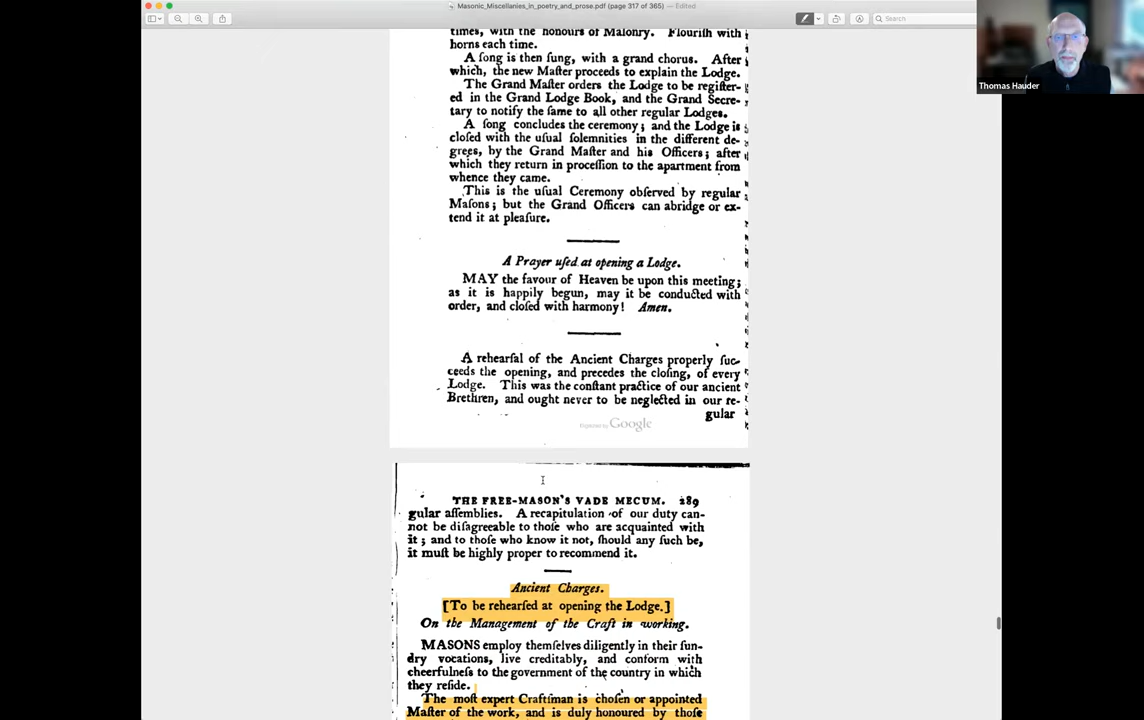 Masonic_Miscellanies_in_poetry_and_prose.pdf (page 317 of 365) — Edited
Search
Thomas Hauder
times, with the honours of Maſonry. Flouriſh with
horns each time.
A ſong is then ſung, with a grand chorus. After
which, the new Maſter proceeds to explain the Lodge.
The Grand Maſter orders the Lodge to be regiſter-
ed in the Grand Lodge Book, and the Grand Secre-
tary to notify the ſame to all other regular Lodges.
A ſong concludes the ceremony; and the Lodge is
cloſed with the uſual ſolemnities in the different de-
grees, by the Grand Maſter and his Officers; after
which they return in proceſſion to the apartment from
whence they came.
This is the uſual Ceremony obſerved by regular
Maſons; but the Grand Officers can abridge or ex-
tend it at pleaſure.
A Prayer uſed at opening a Lodge.
MAY the favour of Heaven be upon this meeting;
as it is happily begun, may it be conducted with
order, and cloſed with harmony! Amen.
A rehearſal of the Ancient Charges properly ſuc-
ceeds the opening, and precedes the cloſing, of every
Lodge. This was the conſtant practice of our ancient
Brethren, and ought never to be neglected in our re-
gular
Digitized by Google
THE FREE-MASON'S VADE MECUM. 289
gular aſſemblies. A recapitulation of our duty can-
not be diſagreeable to thoſe who are acquainted with
it; and to thoſe who know it not, ſhould any ſuch be,
it muſt be highly proper to recommend it.
Ancient Charges.
[To be rehearſed at opening the Lodge.]
On the Management of the Craft in working.
MASONS employ themſelves diligently in their ſun-
dry vocations, live creditably, and conform with
cheerfulneſs to the government of the country in which
they reſide.
The moſt expert Craftſman is choſen or appointed
Maſter of the work, and is duly honoured by thoſe